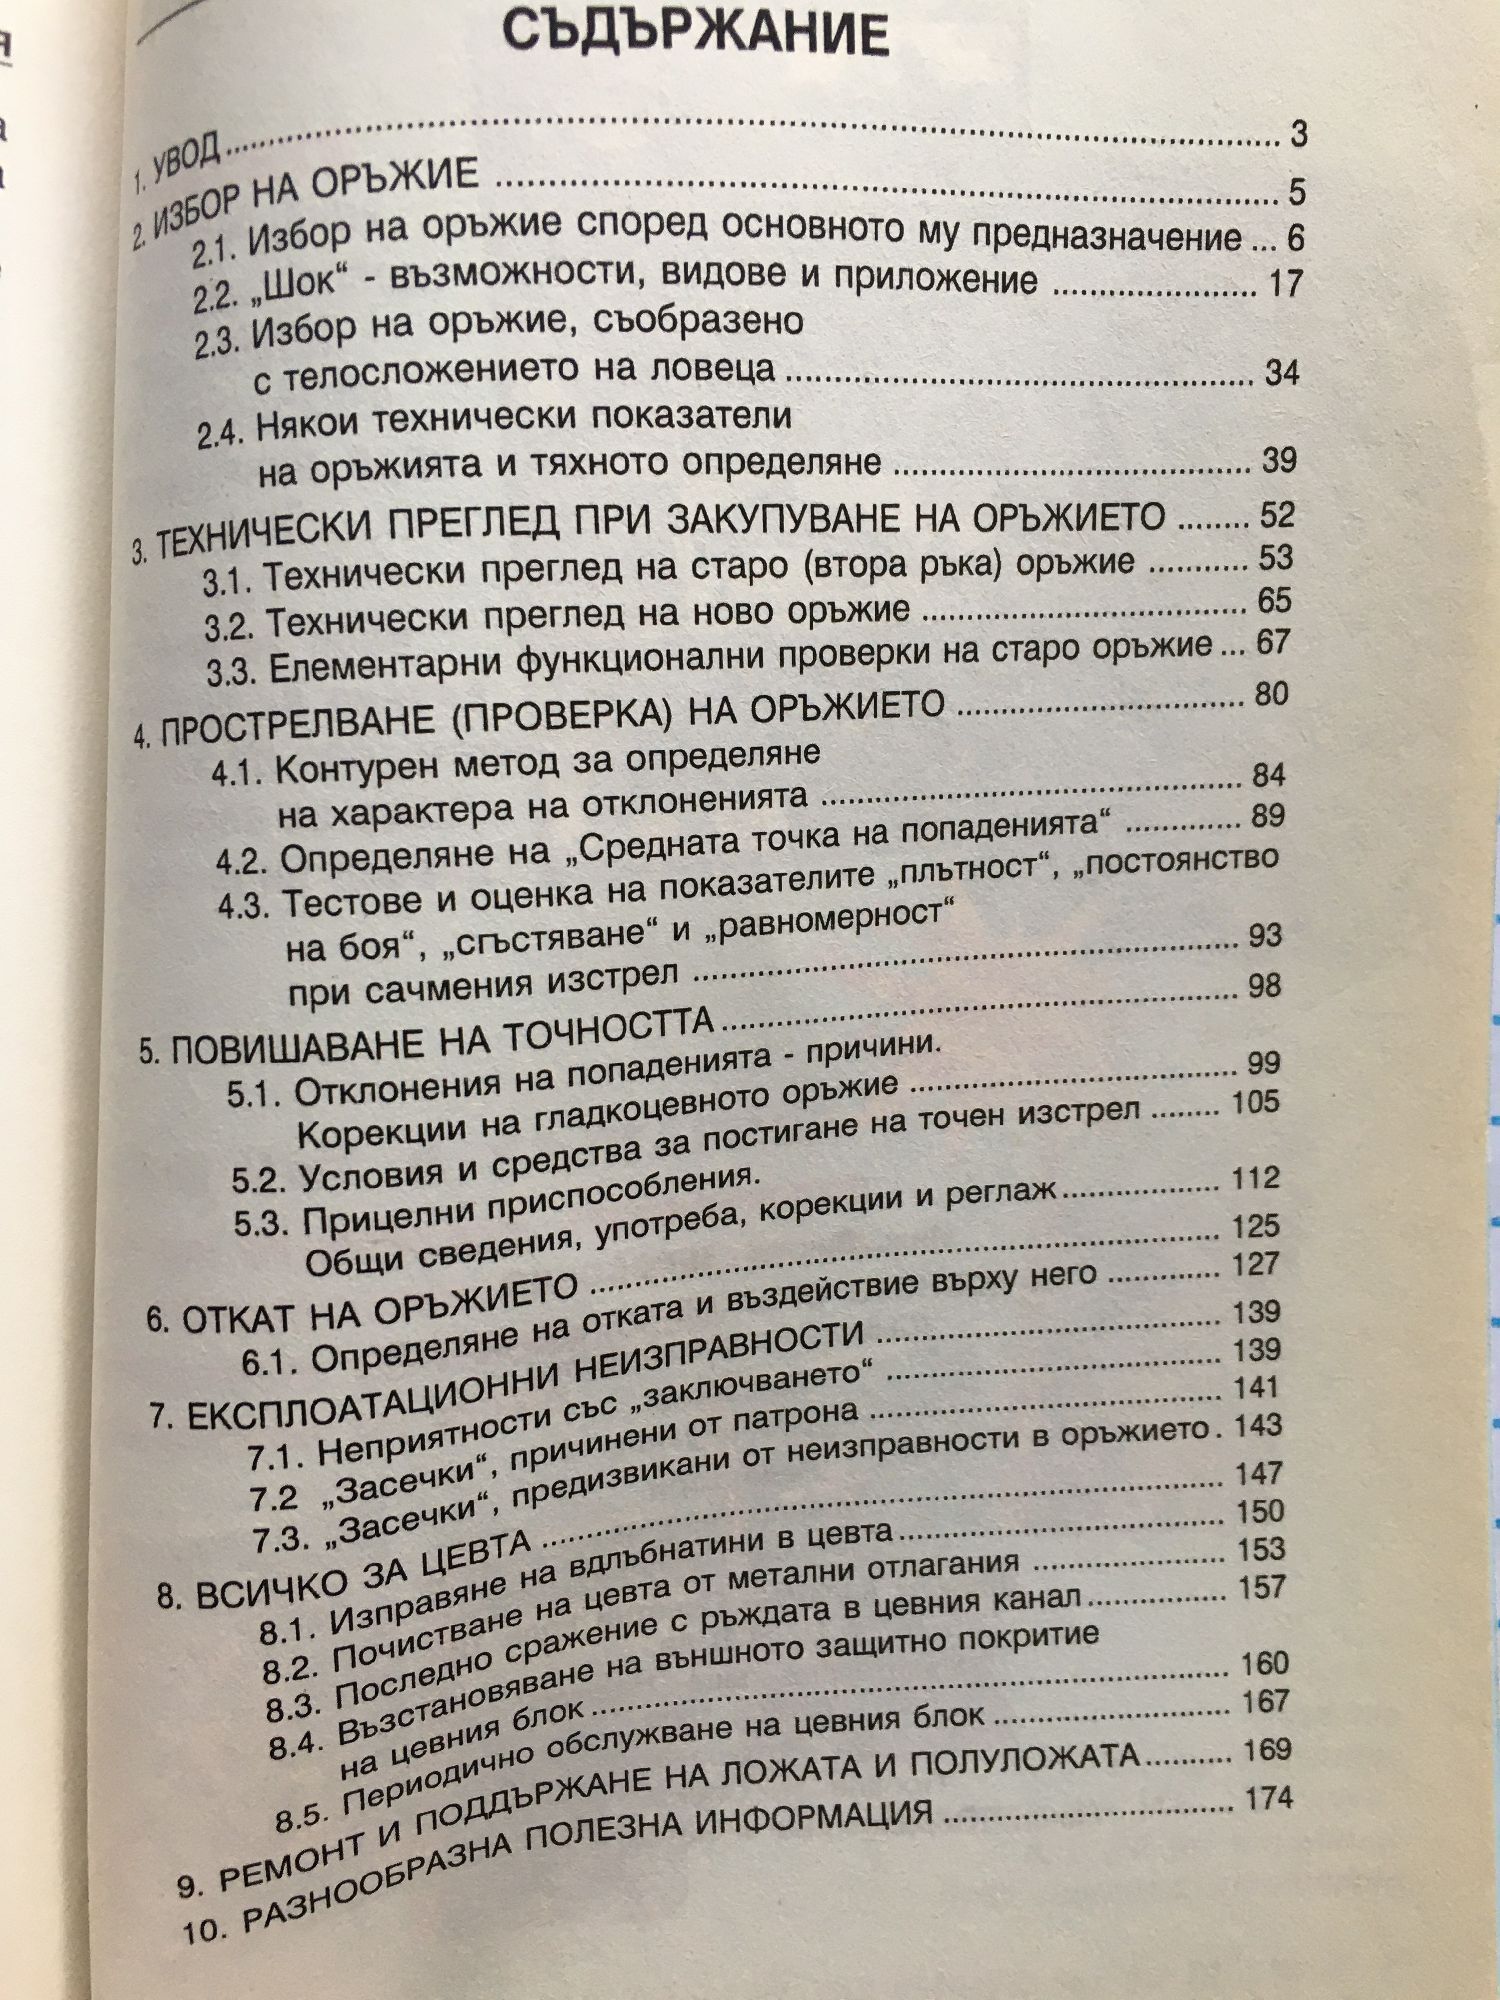 СЪДЪРЖАНИЕ
1. УВОД ........ 3
2. ИЗБОР НА ОРЪЖИЕ ........ 5
2.1. Избор на оръжие според основното му предназначение ... 6
2.2. „Шок“ - възможности, видове и приложение ........ 17
2.3. Избор на оръжие, съобразено
с телосложението на ловеца ........ 34
2.4. Някои технически показатели
на оръжията и тяхното определяне ........ 39
3. ТЕХНИЧЕСКИ ПРЕГЛЕД ПРИ ЗАКУПУВАНЕ НА ОРЪЖИЕТО ........ 52
3.1. Технически преглед на старо (втора ръка) оръжие ........ 53
3.2. Технически преглед на ново оръжие ........ 65
3.3. Елементарни функционални проверки на старо оръжие ... 67
4. ПРОСТРЕЛВАНЕ (ПРОВЕРКА) НА ОРЪЖИЕТО ........ 80
4.1. Контурен метод за определяне
на характера на отклоненията ........ 84
4.2. Определяне на „Средната точка на попаденията“ ........ 89
4.3. Тестове и оценка на показателите „плътност“, „постоянство
на боя“, „сгъстяване“ и „равномерност“
при сачмения изстрел ........ 93
5. ПОВИШАВАНЕ НА ТОЧНОСТТА ........ 98
5.1. Отклонения на попаденията - причини.
Корекции на гладкоцевното оръжие ........ 99
5.2. Условия и средства за постигане на точен изстрел ........ 105
5.3. Прицелни приспособления.
Общи сведения, употреба, корекции и реглаж ........ 112
6. ОТКАТ НА ОРЪЖИЕТО ........ 125
6.1. Определяне на отката и въздействие върху него ........ 127
7. ЕКСПЛОАТАЦИОННИ НЕИЗПРАВНОСТИ ........ 139
7.1. Неприятности със „заключването“ ........ 139
7.2 „Засечки“, причинени от патрона ........ 141
7.3. „Засечки“, предизвикани от неизправности в оръжието . 143
8. ВСИЧКО ЗА ЦЕВТА ........ 147
8.1. Изправяне на вдлъбнатини в цевта ........ 150
8.2. Почистване на цевта от метални отлагания ........ 153
8.3. Последно сражение с ръждата в цевния канал ........ 157
8.4. Възстановяване на външното защитно покритие
на цевния блок ........ 160
8.5. Периодично обслужване на цевния блок ........ 167
9. РЕМОНТ И ПОДДЪРЖАНЕ НА ЛОЖАТА И ПОЛУЛОЖАТА ........ 169
10. РАЗНООБРАЗНА ПОЛЕЗНА ИНФОРМАЦИЯ ........ 174